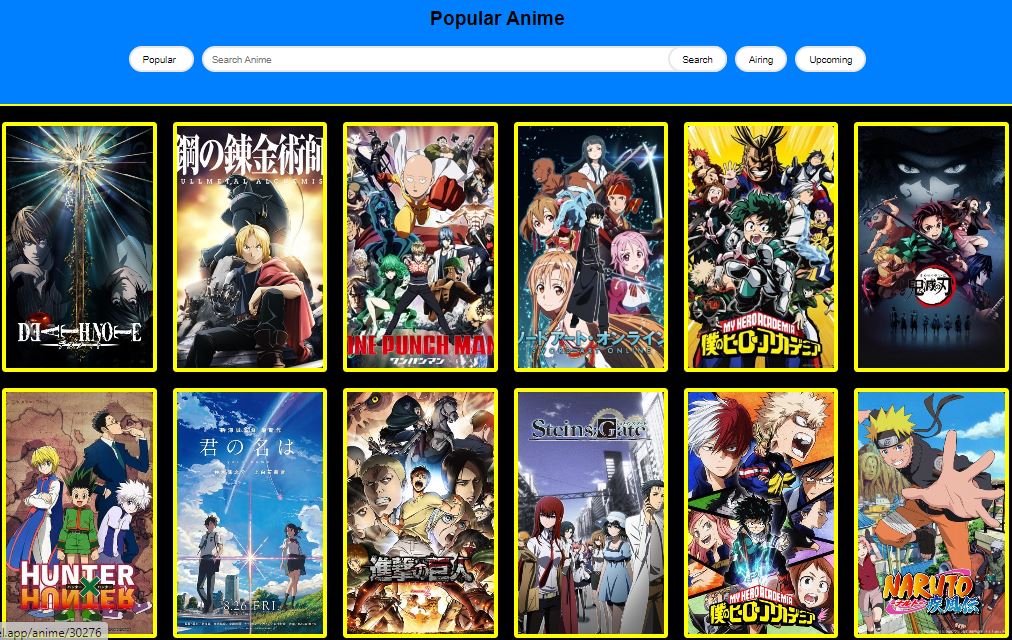 Popular Anime
Popular
Search Anime
Search
Airing
Upcoming
DEATH NOTE
鋼の錬金術師
FULLMETAL ALCHEMIS
ONE PUNCH MAN
ワンパンマン
ソードアート・オンライン
SWORD ART ONLINE
MY HERO ACADEMIA
僕のヒーローアカデミア
鬼滅の刃
HUNTER
HUNTER
君の名は
8.26 FRI.
進撃の巨人
Steins;Gate
MY HERO ACADEMIA
僕のヒーローアカデミア
NARUTO
疾風伝
el.app/anime/30276